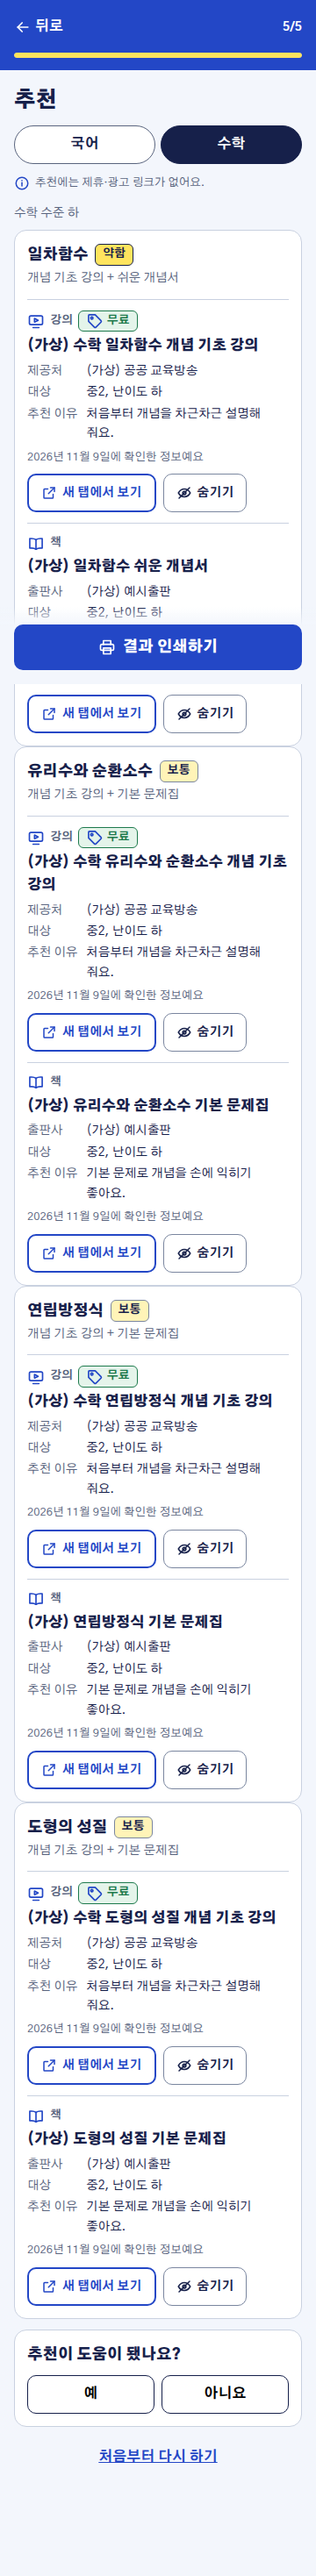 뒤로
5/5
추천
국어
수학
추천에는 제휴·광고 링크가 없어요.
수학 수준 하
일차함수 약함
개념 기초 강의 + 쉬운 개념서
강의 무료
(가상) 수학 일차함수 개념 기초 강의
제공처 (가상) 공공 교육방송
대상 중2, 난이도 하
추천 이유 처음부터 개념을 차근차근 설명해
줘요.
2026년 11월 9일에 확인한 정보예요
새 탭에서 보기 숨기기
책
(가상) 일차함수 쉬운 개념서
출판사 (가상) 예시출판
대상 중2, 난이도 하
결과 인쇄하기
새 탭에서 보기 숨기기
유리수와 순환소수 보통
개념 기초 강의 + 기본 문제집
강의 무료
(가상) 수학 유리수와 순환소수 개념 기초
강의
제공처 (가상) 공공 교육방송
대상 중2, 난이도 하
추천 이유 처음부터 개념을 차근차근 설명해
줘요.
2026년 11월 9일에 확인한 정보예요
새 탭에서 보기 숨기기
책
(가상) 유리수와 순환소수 기본 문제집
출판사 (가상) 예시출판
대상 중2, 난이도 하
추천 이유 기본 문제로 개념을 손에 익히기
좋아요.
2026년 11월 9일에 확인한 정보예요
새 탭에서 보기 숨기기
연립방정식 보통
개념 기초 강의 + 기본 문제집
강의 무료
(가상) 수학 연립방정식 개념 기초 강의
제공처 (가상) 공공 교육방송
대상 중2, 난이도 하
추천 이유 처음부터 개념을 차근차근 설명해
줘요.
2026년 11월 9일에 확인한 정보예요
새 탭에서 보기 숨기기
책
(가상) 연립방정식 기본 문제집
출판사 (가상) 예시출판
대상 중2, 난이도 하
추천 이유 기본 문제로 개념을 손에 익히기
좋아요.
2026년 11월 9일에 확인한 정보예요
새 탭에서 보기 숨기기
도형의 성질 보통
개념 기초 강의 + 기본 문제집
강의 무료
(가상) 수학 도형의 성질 개념 기초 강의
제공처 (가상) 공공 교육방송
대상 중2, 난이도 하
추천 이유 처음부터 개념을 차근차근 설명해
줘요.
2026년 11월 9일에 확인한 정보예요
새 탭에서 보기 숨기기
책
(가상) 도형의 성질 기본 문제집
출판사 (가상) 예시출판
대상 중2, 난이도 하
추천 이유 기본 문제로 개념을 손에 익히기
좋아요.
2026년 11월 9일에 확인한 정보예요
새 탭에서 보기 숨기기
추천이 도움이 됐나요?
예 아니요
처음부터 다시 하기